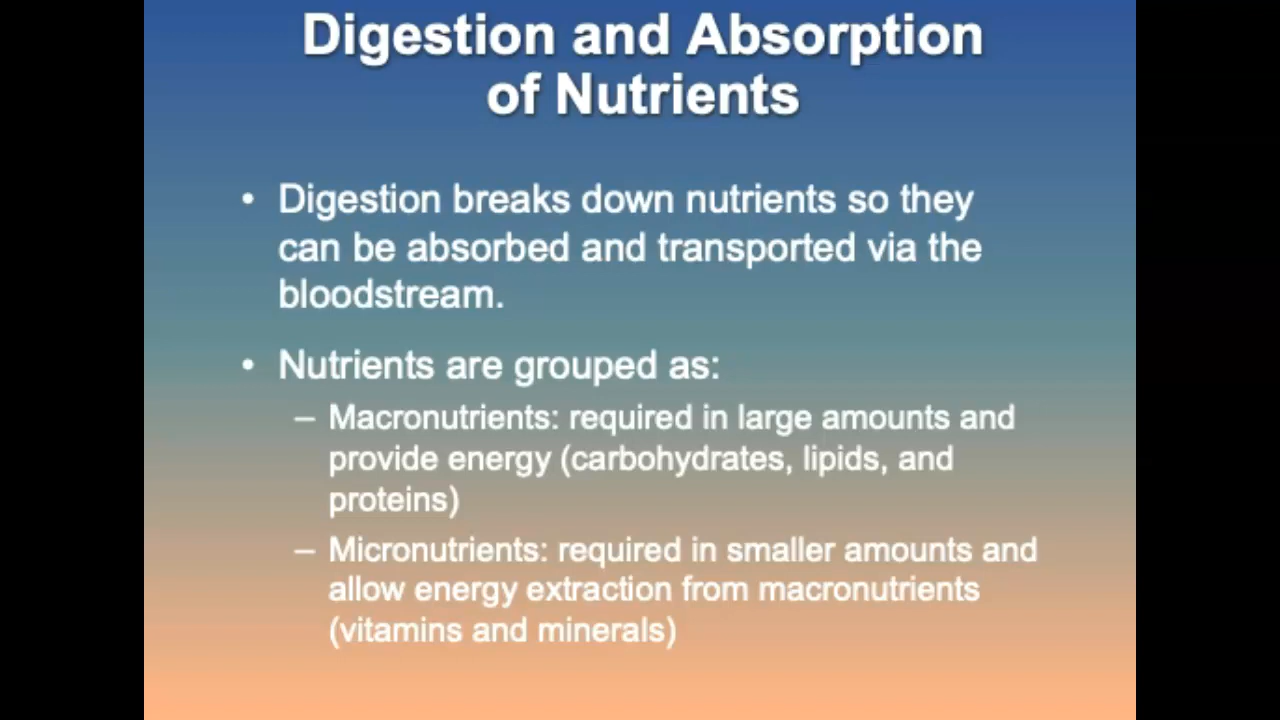 Digestion and Absorption
of Nutrients
• Digestion breaks down nutrients so they
can be absorbed and transported via the
bloodstream.
• Nutrients are grouped as:
– Macronutrients: required in large amounts and
provide energy (carbohydrates, lipids, and
proteins)
– Micronutrients: required in smaller amounts and
allow energy extraction from macronutrients
(vitamins and minerals)